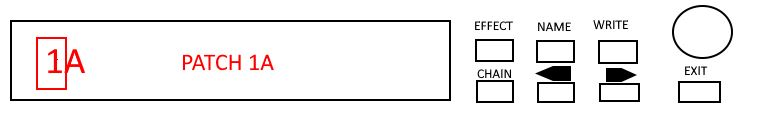 1A
PATCH 1A
EFFECT
NAME
WRITE
CHAIN
EXIT